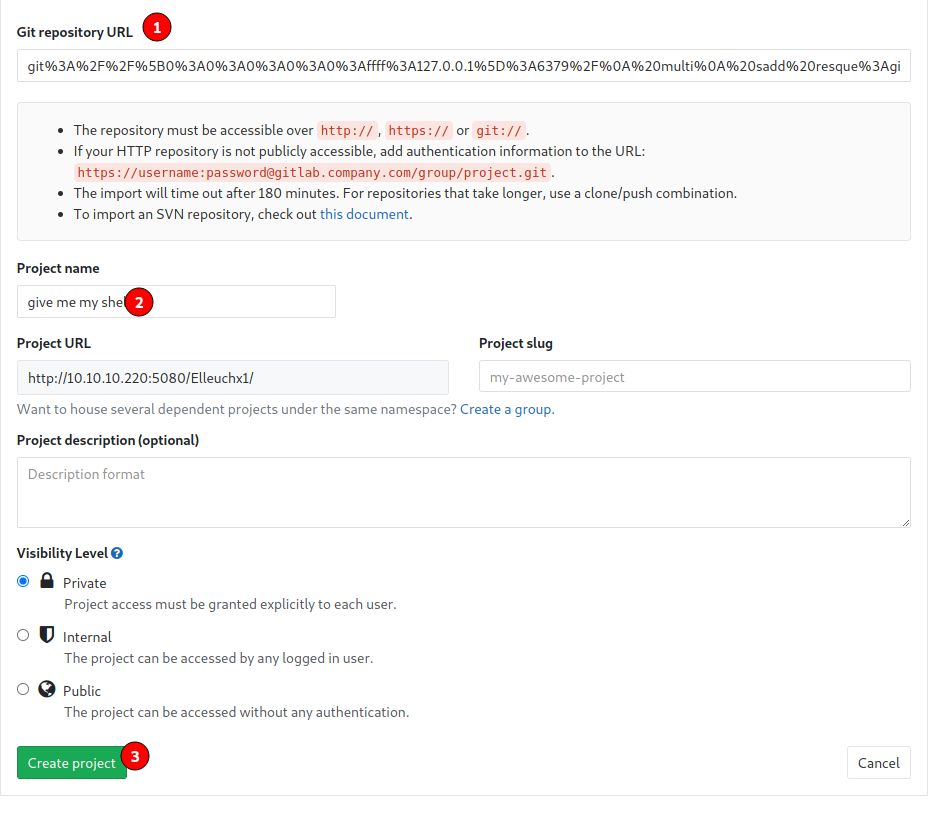 Git repository URL 1
git%3A%2F%2F%5B0%3A0%3A0%3A0%3A0%3Affff%3A127.0.0.1%5D%3A6379%2F%0A%20multi%0A%20sadd%20resque%3Agi
The repository must be accessible over http://, https:// or git://.
If your HTTP repository is not publicly accessible, add authentication information to the URL:
https://username:password@gitlab.company.com/group/project.git.
The import will time out after 180 minutes. For repositories that take longer, use a clone/push combination.
To import an SVN repository, check out this document.
Project name
give me my shel 2
Project URL
Project slug
http://10.10.10.220:5080/Elleuchx1/
my-awesome-project
Want to house several dependent projects under the same namespace? Create a group.
Project description (optional)
Description format
Visibility Level ?
Private
Project access must be granted explicitly to each user.
Internal
The project can be accessed by any logged in user.
Public
The project can be accessed without any authentication.
Create project 3
Cancel